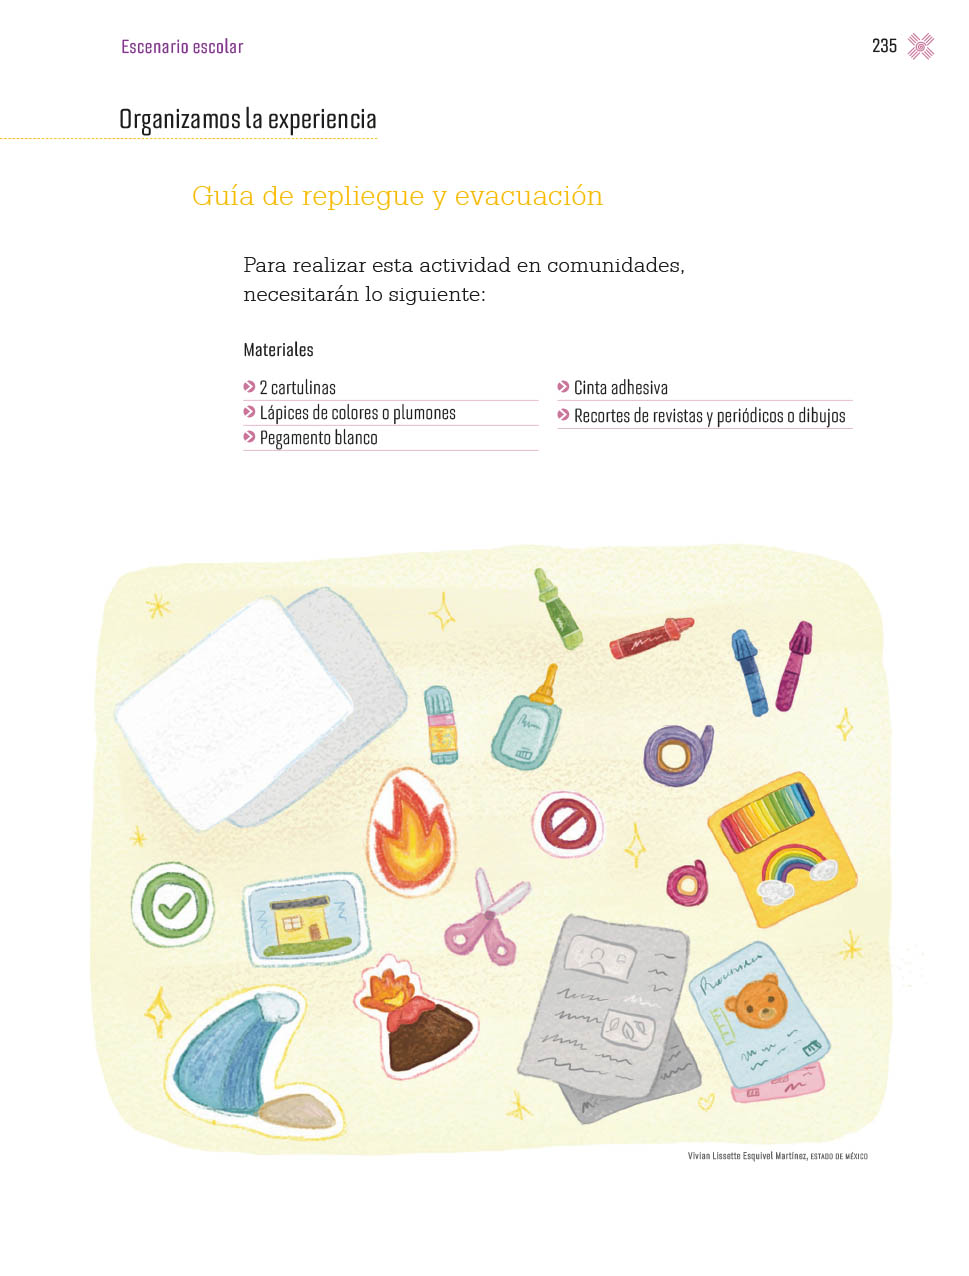 Escenario escolar
235
Organizamos la experiencia
Guía de repliegue y evacuación
Para realizar esta actividad en comunidades,
necesitarán lo siguiente:
Materiales
2 cartulinas
Lápices de colores o plumones
Pegamento blanco
Cinta adhesiva
Recortes de revistas y periódicos o dibujos
Vivian Lissette Esquivel Martínez, ESTADO DE MÉXICO